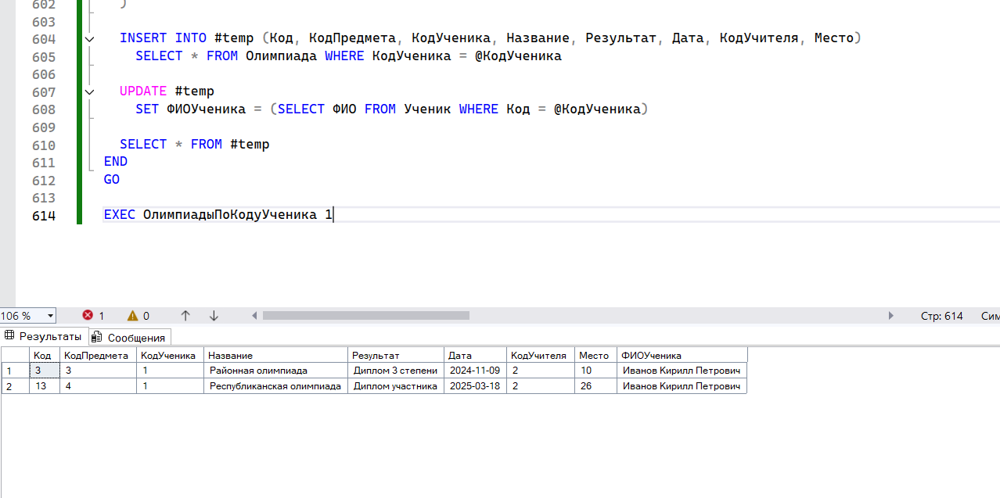 602 )
603
604 INSERT INTO #temp (Код, КодПредмета, КодУченика, Название, Результат, Дата, КодУчителя, Место)
605 SELECT * FROM Олимпиада WHERE КодУченика = @КодУченика
606
607 UPDATE #temp
608 SET ФИОУченика = (SELECT ФИО FROM Ученик WHERE Код = @КодУченика)
609
610 SELECT * FROM #temp
611 END
612 GO
613
614 EXEC ОлимпиадыПоКодуУченика 1
106 % 1 0 Стр: 614 Сим
Результаты Сообщения
Код КодПредмета КодУченика Название Результат Дата КодУчителя Место ФИОУченика
1 3 3 1 Районная олимпиада Диплом 3 степени 2024-11-09 2 10 Иванов Кирилл Петрович
2 13 4 1 Республиканская олимпиада Диплом участника 2025-03-18 2 26 Иванов Кирилл Петрович